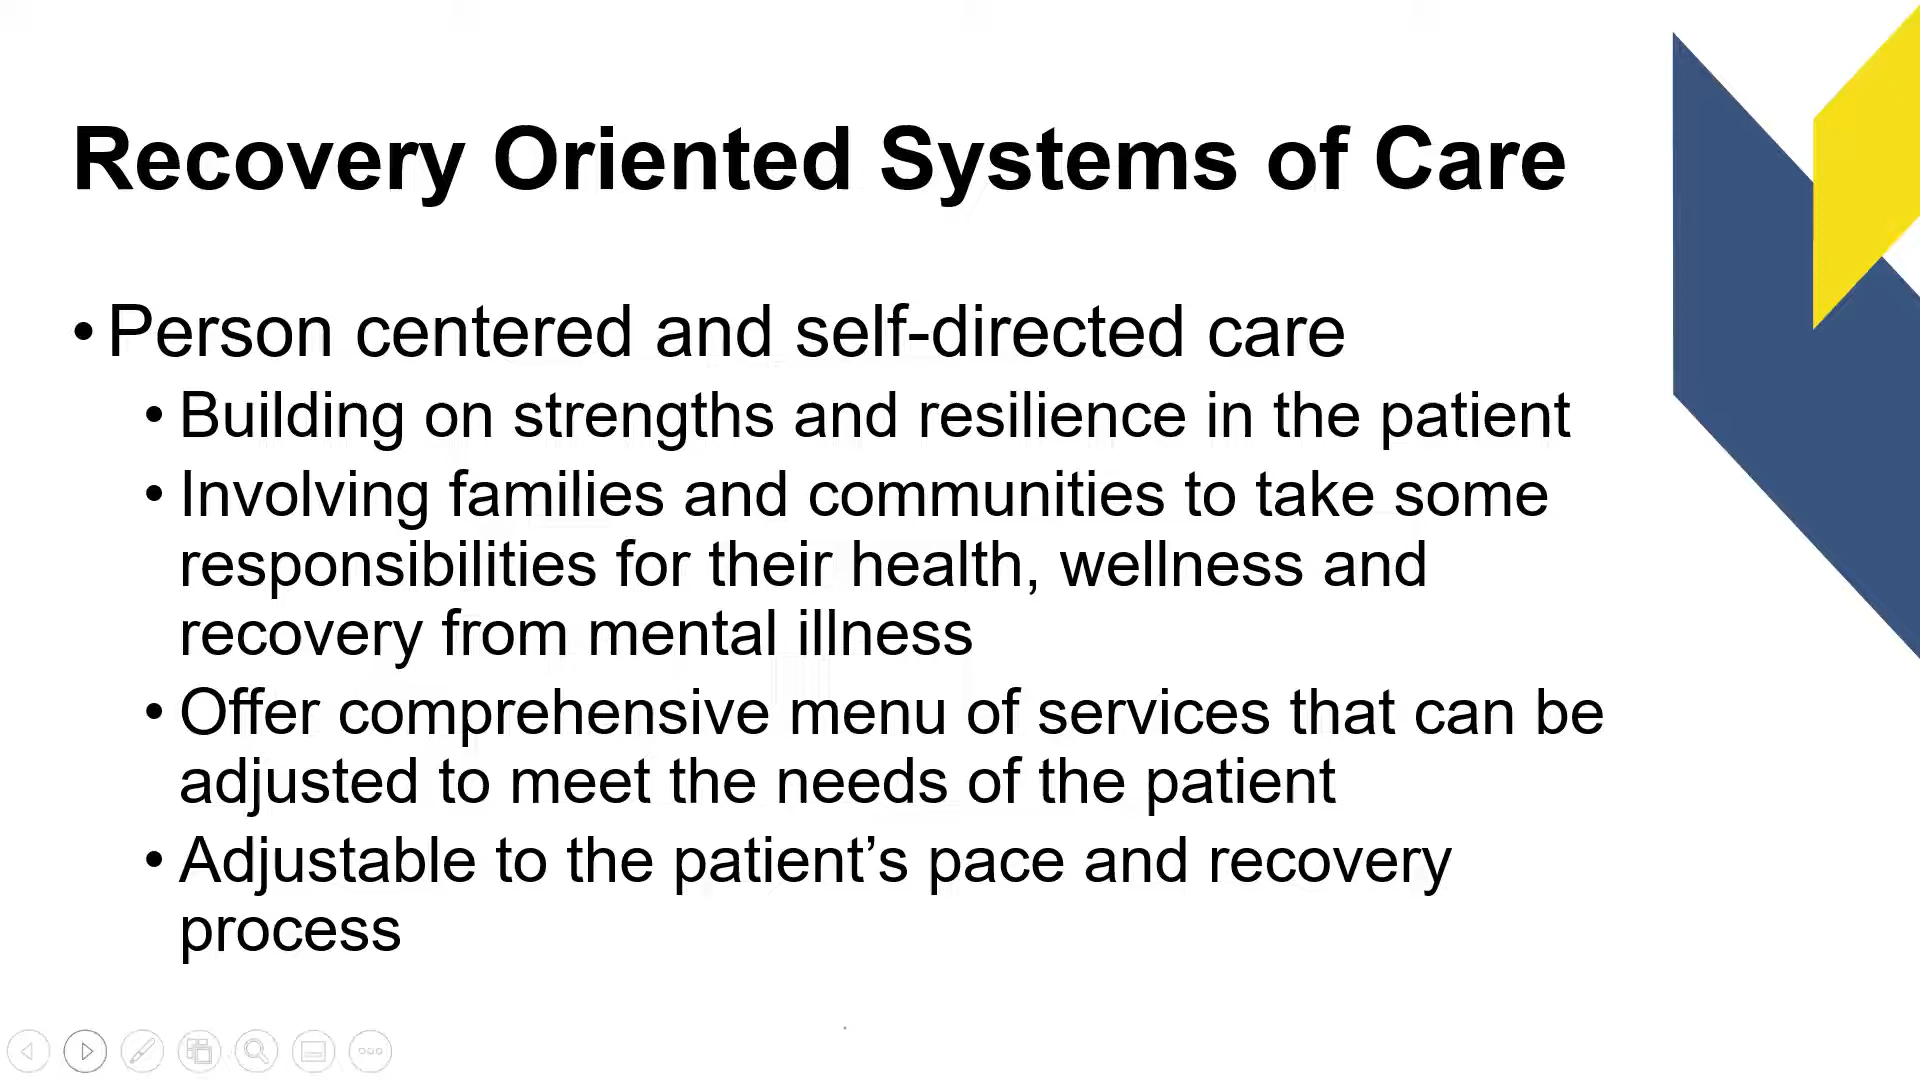 Recovery Oriented Systems of Care
• Person centered and self-directed care
• Building on strengths and resilience in the patient
• Involving families and communities to take some
responsibilities for their health, wellness and
recovery from mental illness
• Offer comprehensive menu of services that can be
adjusted to meet the needs of the patient
• Adjustable to the patient’s pace and recovery
process